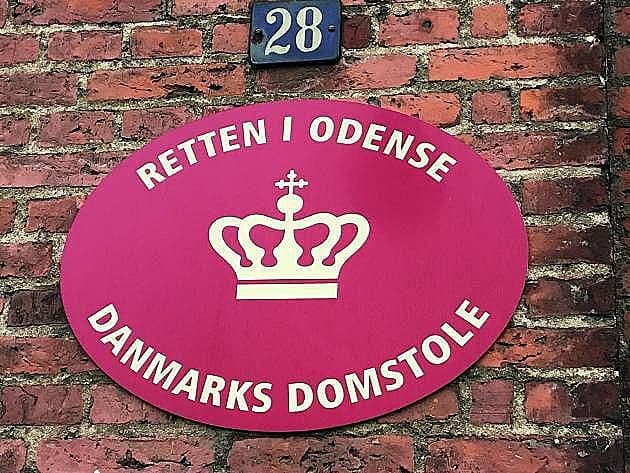 28
RETTEN I ODENSE
DANMARKS DOMSTOLE